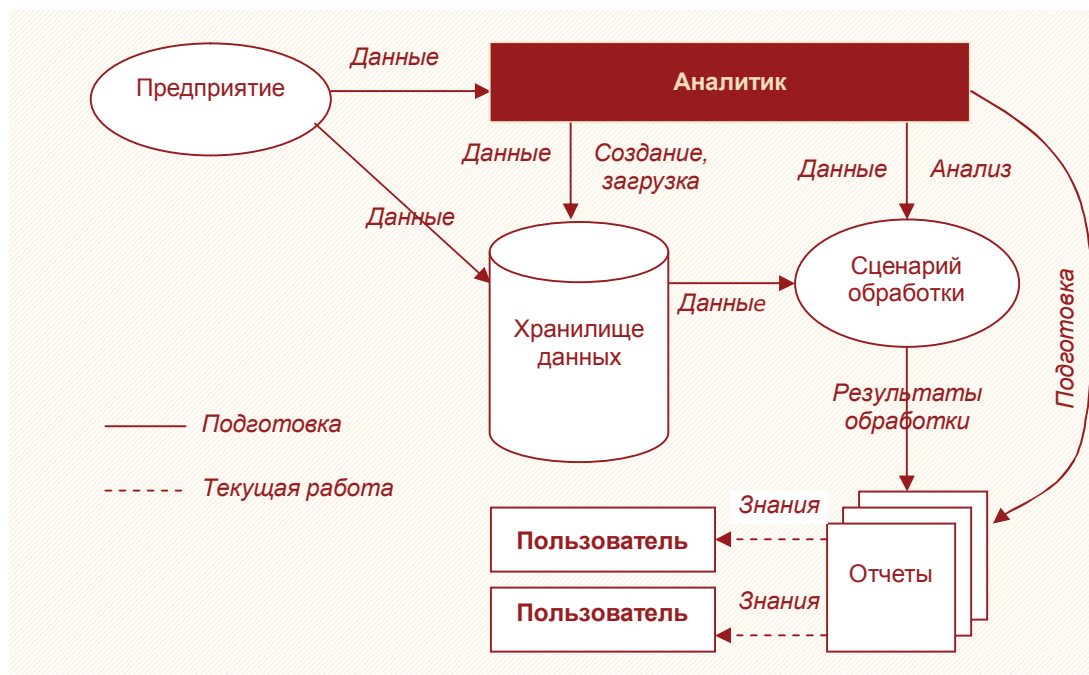 Данные
Предприятие
Аналитик
Данные
Создание,
загрузка
Данные
Анализ
Данные
Сценарий
обработки
Данные
Хранилище
данных
Подготовка
Результаты
обработки
Подготовка
Текущая работа
Знания
Пользователь
Отчеты
Знания
Пользователь